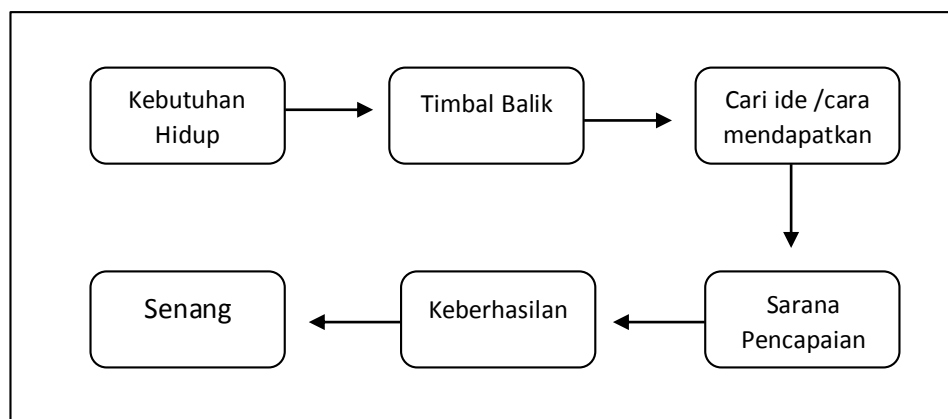 Kebutuhan
Hidup
Timbal Balik
Cari ide /cara
mendapatkan
Sarana
Pencapaian
Keberhasilan
Senang